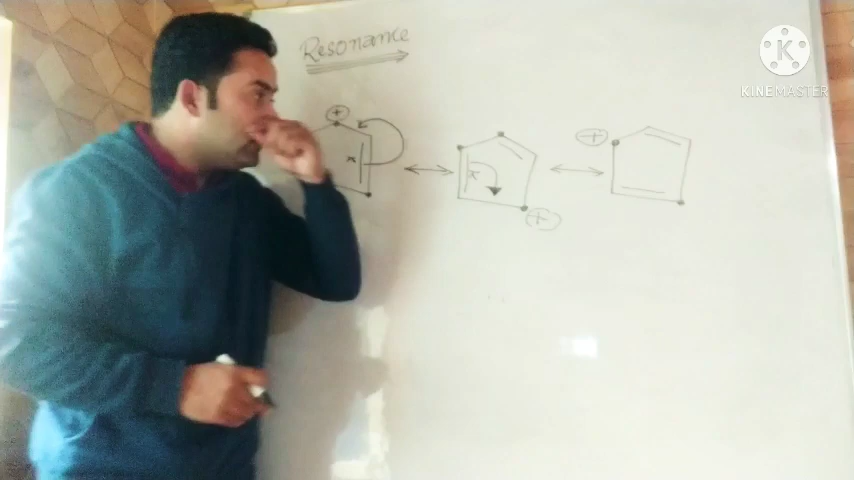 Resonance
K
KINEMASTER
+
π
π
+
+